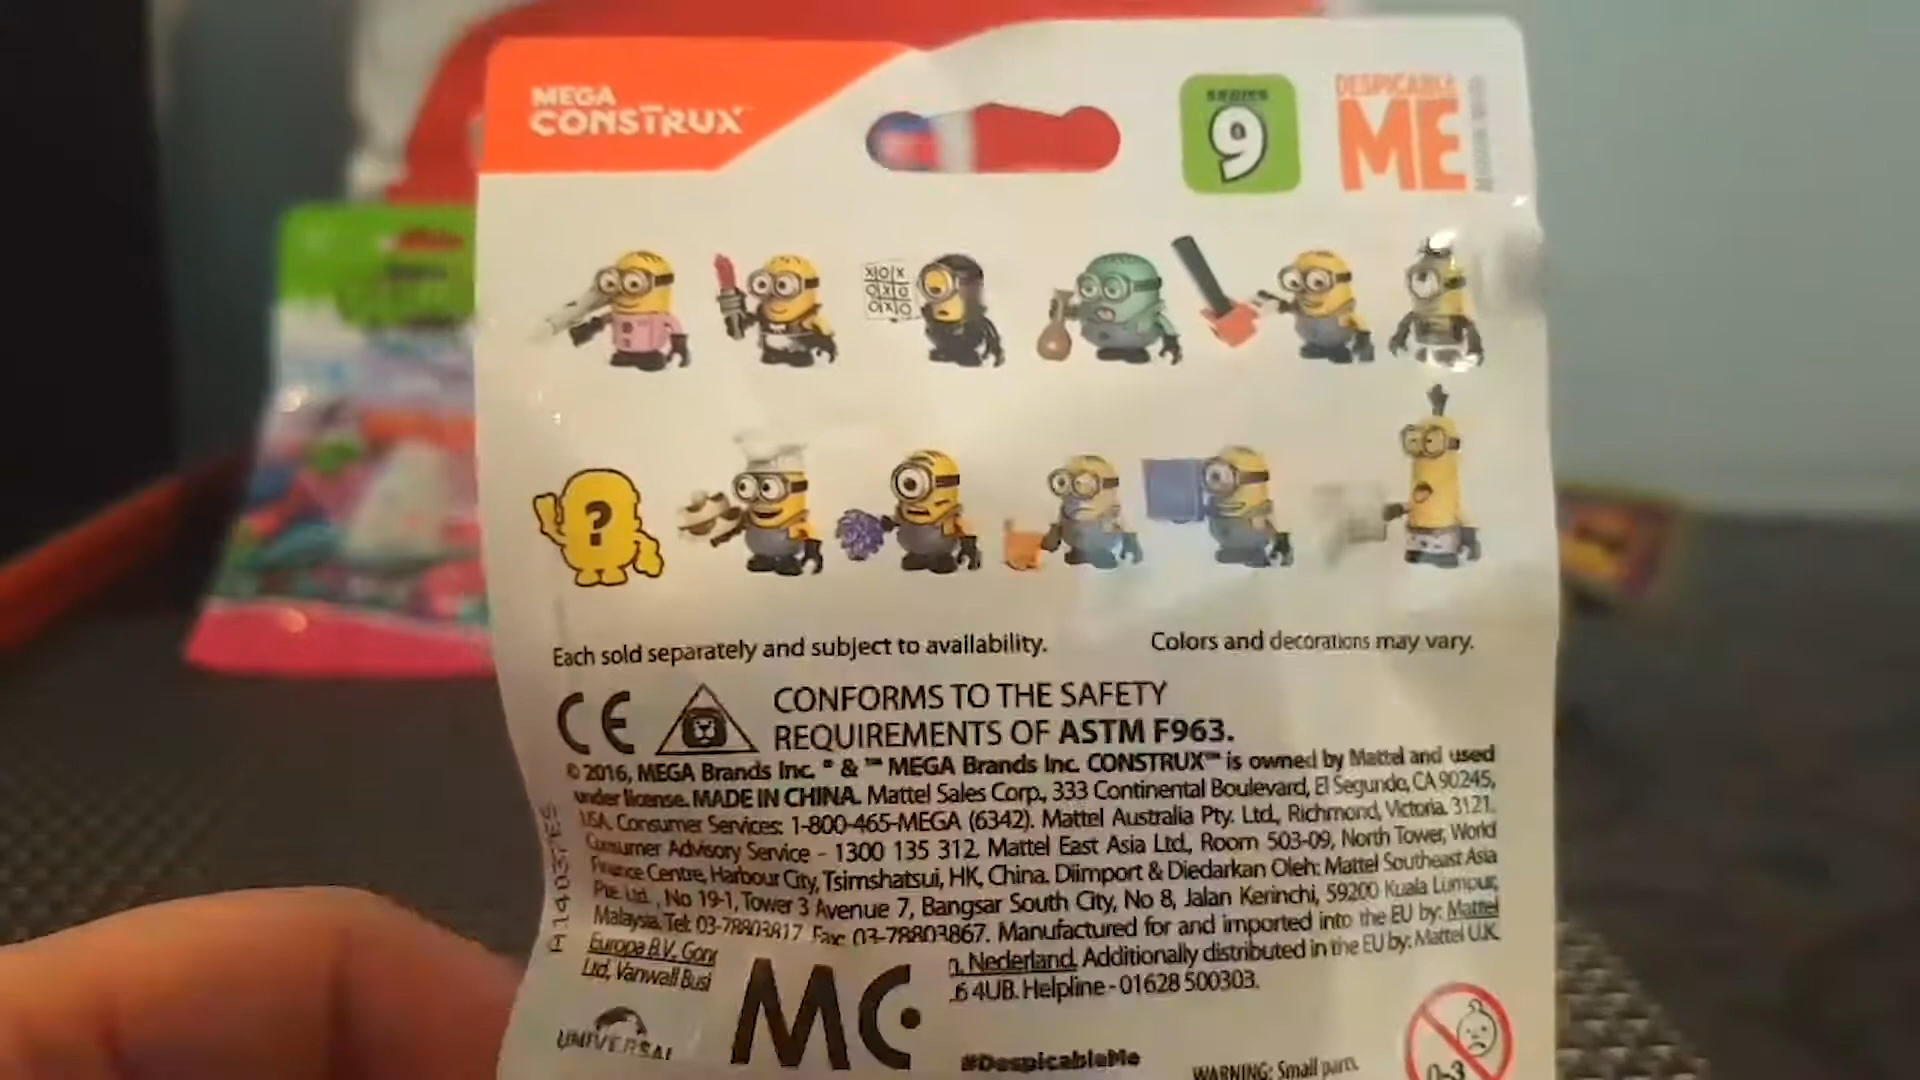 MEGA
CONSTRUX™
SERIES
9
DESPICABLE
ME
X|O|X
O|X|O
O|X|O
?
Each sold separately and subject to availability.
Colors and decorations may vary.
CE
CONFORMS TO THE SAFETY
REQUIREMENTS OF ASTM F963.
© 2016, MEGA Brands Inc. ® & ™ MEGA Brands Inc. CONSTRUX™ is owned by Mattel and used
under license. MADE IN CHINA. Mattel Sales Corp., 333 Continental Boulevard, El Segundo, CA 90245,
USA. Consumer Services: 1-800-465-MEGA (6342). Mattel Australia Pty. Ltd., Richmond, Victoria. 3121.
Consumer Advisory Service - 1300 135 312. Mattel East Asia Ltd., Room 503-09, North Tower, World
Finance Centre, Harbour City, Tsimshatsui, HK, China. Diimport & Diedarkan Oleh: Mattel Southeast Asia
Pte. Ltd., No 19-1, Tower 3 Avenue 7, Bangsar South City, No 8, Jalan Kerinchi, 59200 Kuala Lumpur,
Malaysia. Tel: 03-78803817. Fax: 03-78803867. Manufactured for and imported into the EU by: Mattel
Europa B.V., Gon
Nederland. Additionally distributed in the EU by: Mattel U.K.
Ltd, Vanwall Busi
6 4UB. Helpline - 01628 500303.
MC
UNIVERSAL
#DespicableMe
WARNING: Small parts.
0-3